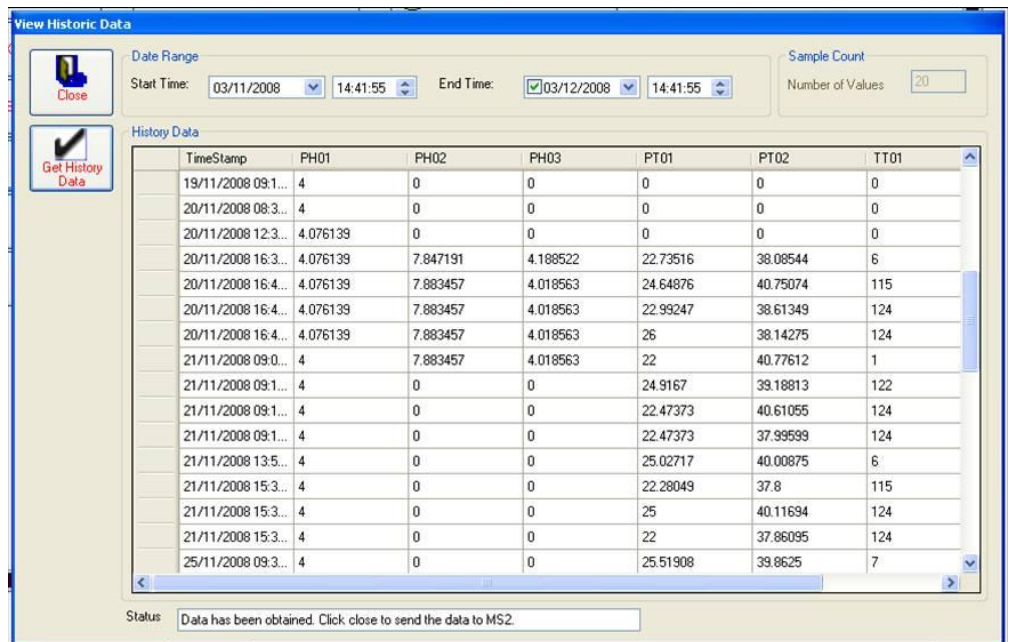 View Historic Data
Close
Get History
Data
Date Range
Start Time: 03/11/2008 14:41:55 End Time: 03/12/2008 14:41:55
Sample Count
Number of Values 20
History Data
TimeStamp PH01 PH02 PH03 PT01 PT02 TT01
19/11/2008 09:1... 4 0 0 0 0 0
20/11/2008 08:3... 4 0 0 0 0 0
20/11/2008 12:3... 4.076139 0 0 0 0 0
20/11/2008 16:3... 4.076139 7.847191 4.188522 22.73516 38.08544 6
20/11/2008 16:4... 4.076139 7.883457 4.018563 24.64876 40.75074 115
20/11/2008 16:4... 4.076139 7.883457 4.018563 22.99247 38.61349 124
20/11/2008 16:4... 4.076139 7.883457 4.018563 26 38.14275 124
21/11/2008 09:0... 4 7.883457 4.018563 22 40.77612 1
21/11/2008 09:1... 4 0 0 24.9167 39.18813 122
21/11/2008 09:1... 4 0 0 22.47373 40.61055 124
21/11/2008 09:1... 4 0 0 22.47373 37.99599 124
21/11/2008 13:5... 4 0 0 25.02717 40.00875 6
21/11/2008 15:3... 4 0 0 22.28049 37.8 115
21/11/2008 15:3... 4 0 0 25 40.11694 124
21/11/2008 15:3... 4 0 0 22 37.86095 124
25/11/2008 09:3... 4 0 0 25.51908 39.8625 7
Status Data has been obtained. Click close to send the data to MS2.